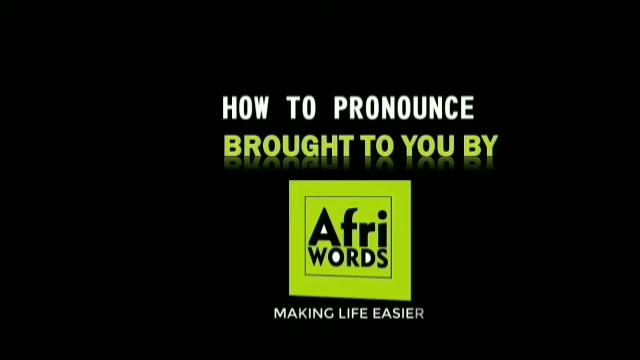 HOW TO PRONOUNCE
BROUGHT TO YOU BY
Afri
WORDS
MAKING LIFE EASIER